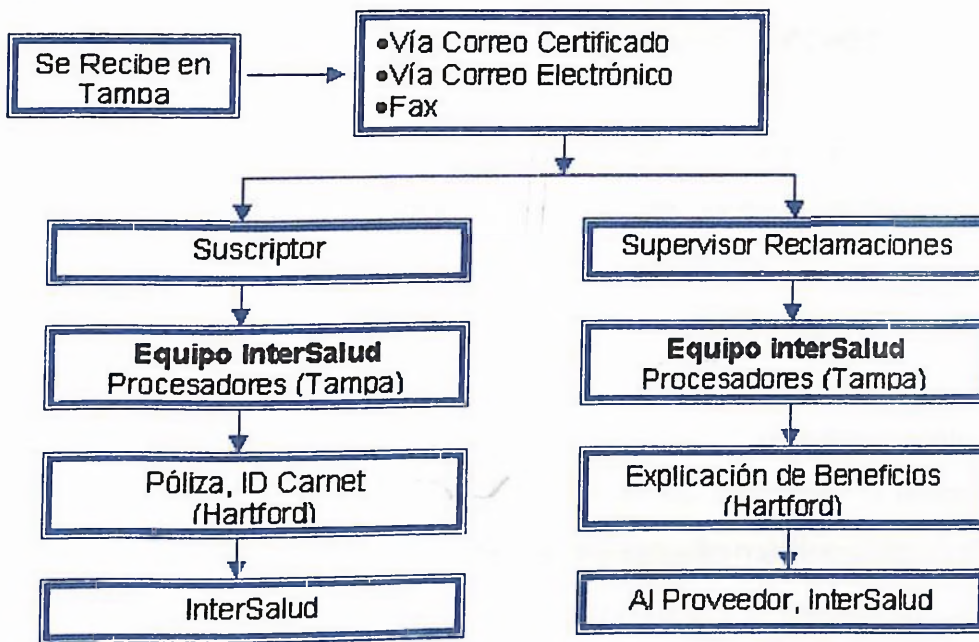 Se Recibe en
Tampa
•Vía Correo Certificado
•Vía Correo Electrónico
•Fax
Suscriptor
Equipo InterSalud
Procesadores (Tampa)
Póliza, ID Carnet
(Hartford)
InterSalud
Supervisor Reclamaciones
Equipo InterSalud
Procesadores (Tampa)
Explicación de Beneficios
(Hartford)
Al Proveedor, InterSalud